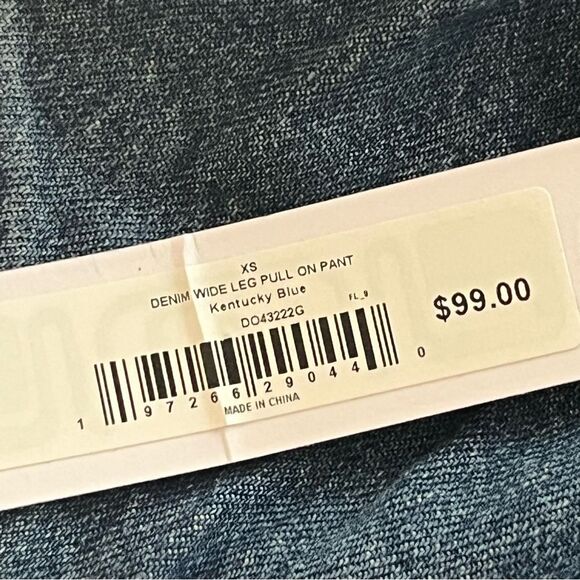 XS
DENIM WIDE LEG PULL ON PANT
Kentucky Blue
DO43222G
FL_9
$99.00
1 97266 29044 0
MADE IN CHINA